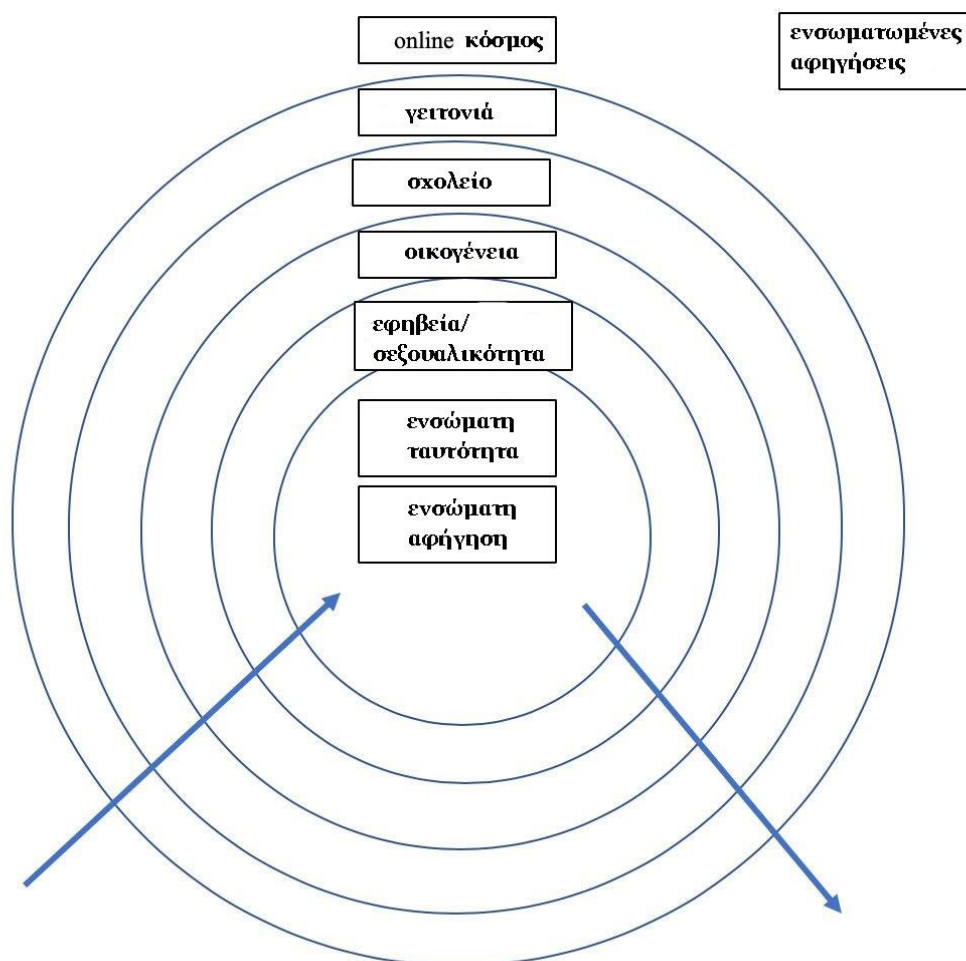 online κόσμος
ενσωματωμένες
αφηγήσεις
γειτονιά
σχολείο
οικογένεια
εφηβεία/
σεξουαλικότητα
ενσώματη
ταυτότητα
ενσώματη
αφήγηση